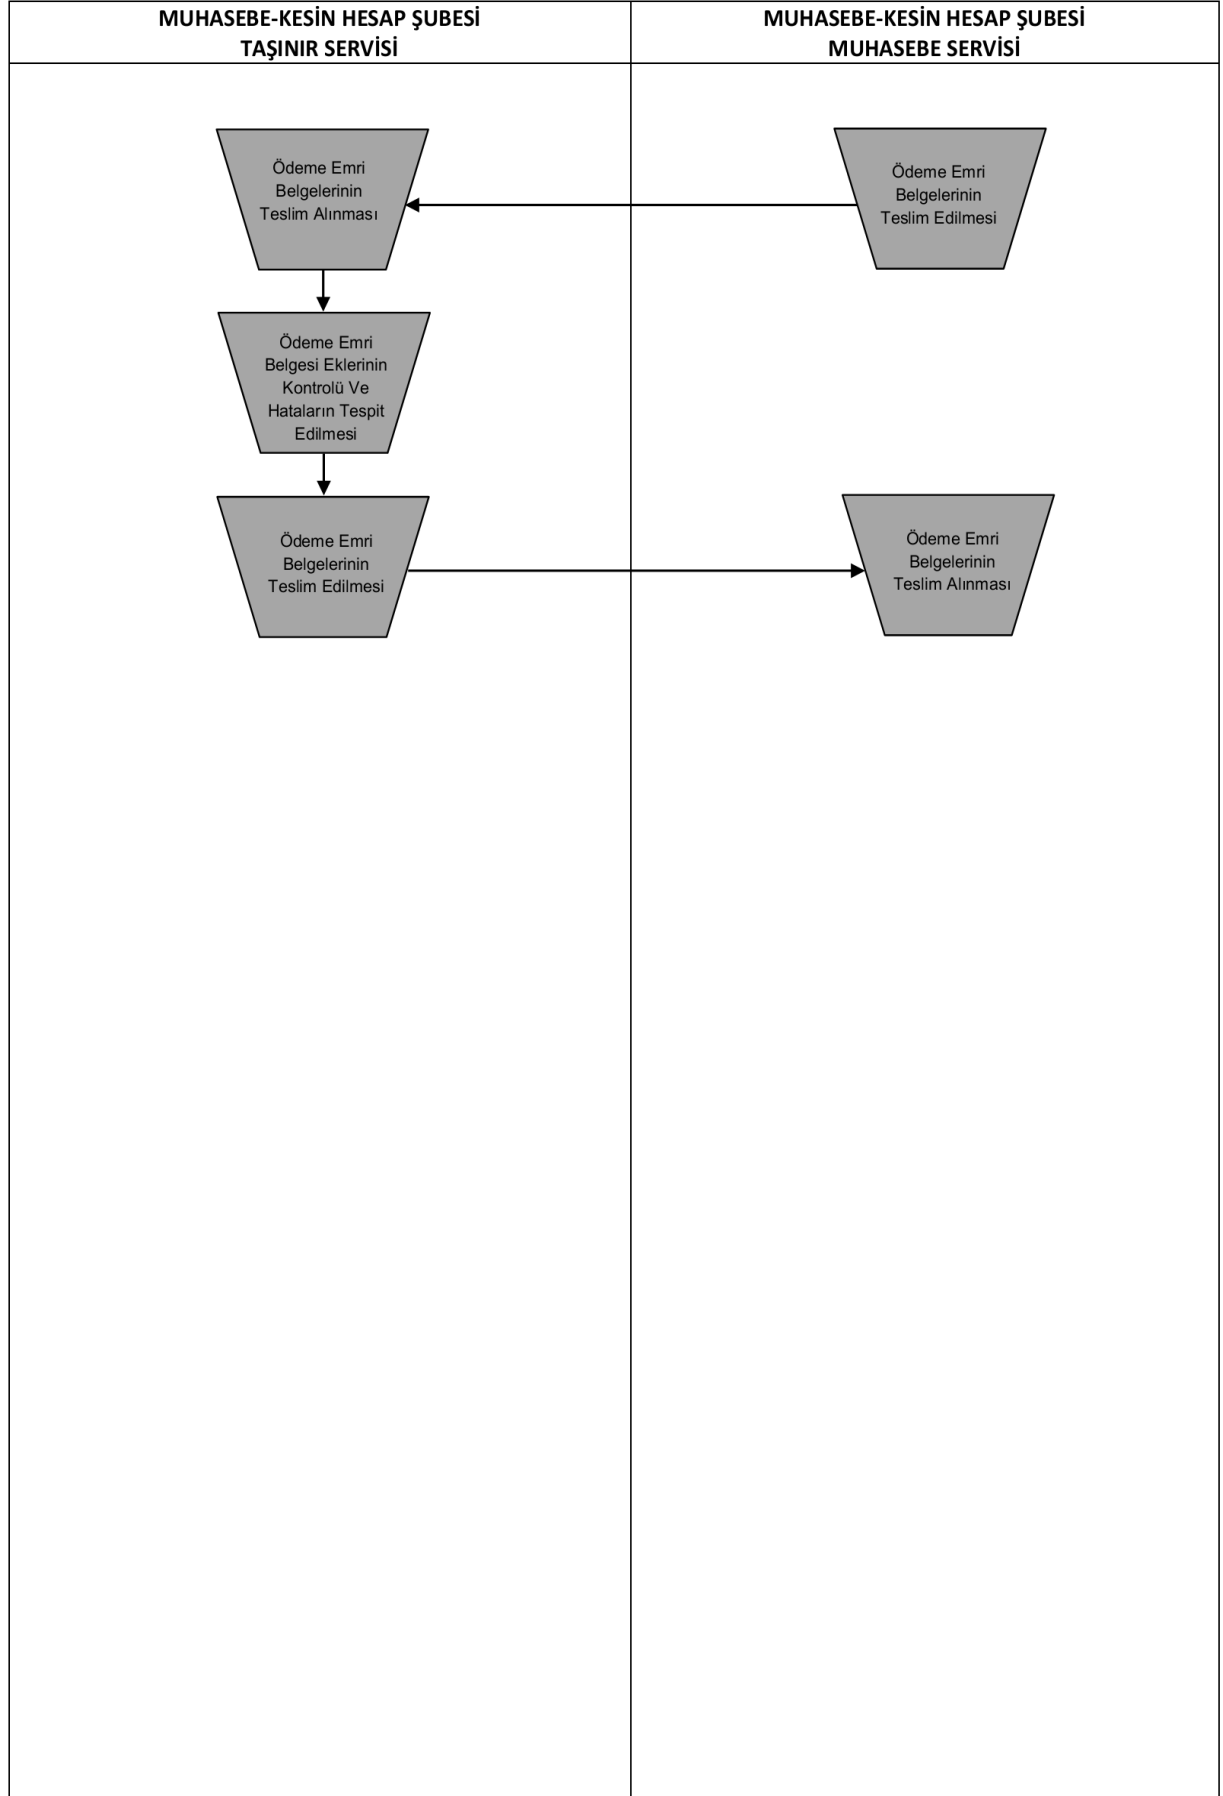 MUHASEBE-KESİN HESAP ŞUBESİ
TAŞINIR SERVİSİ
MUHASEBE-KESİN HESAP ŞUBESİ
MUHASEBE SERVİSİ
Ödeme Emri
Belgelerinin
Teslim Alınması
Ödeme Emri
Belgelerinin
Teslim Edilmesi
Ödeme Emri
Belgesi Eklerinin
Kontrolü Ve
Hataların Tespit
Edilmesi
Ödeme Emri
Belgelerinin
Teslim Edilmesi
Ödeme Emri
Belgelerinin
Teslim Alınması